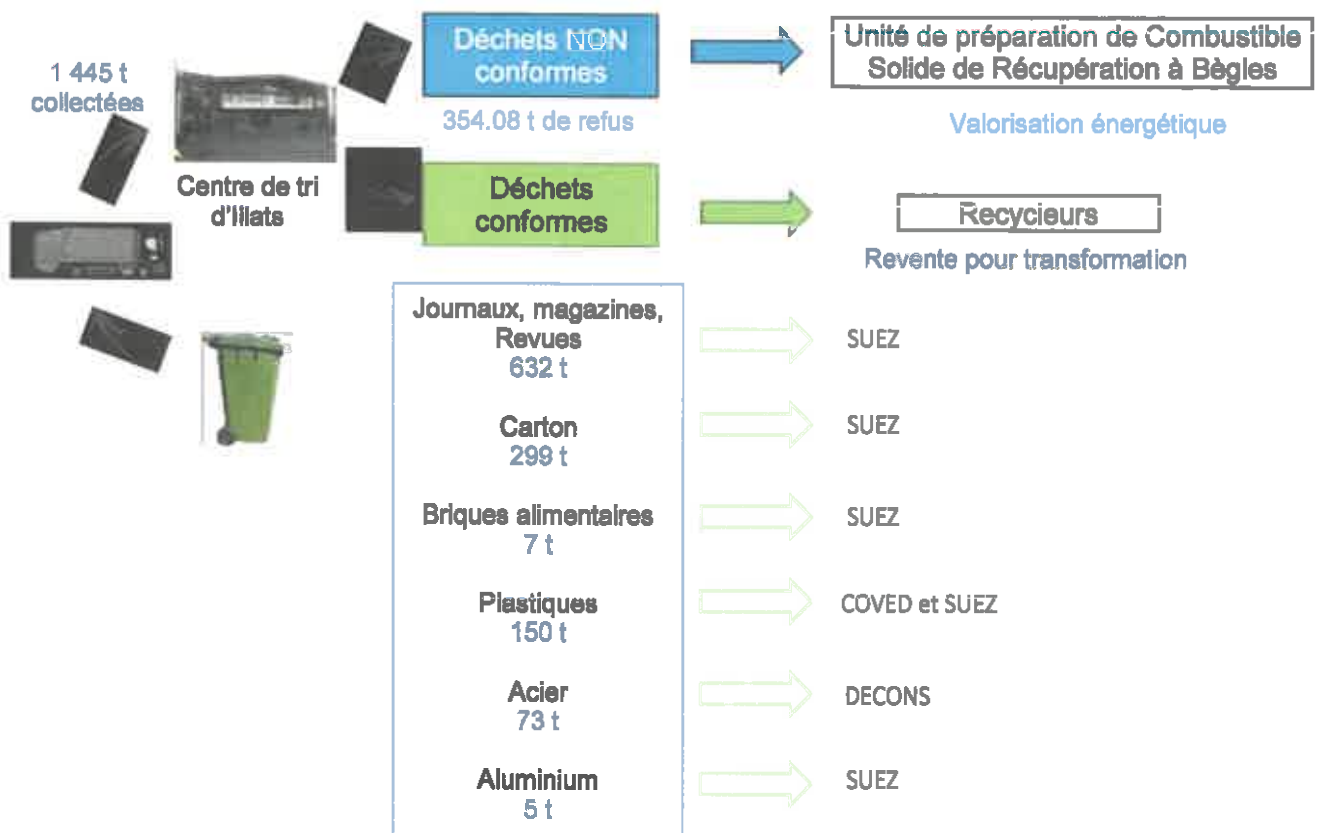 1 445 t
collectées
Centre de tri
d'Illats
Déchets NON
conformes
354.08 t de refus
Unité de préparation de Combustible
Solide de Récupération à Bègles
Valorisation énergétique
Déchets
conformes
Recycleurs
Revente pour transformation
Journaux, magazines,
Revues
632 t
SUEZ
Carton
299 t
SUEZ
Briques alimentaires
7 t
SUEZ
Plastiques
150 t
COVED et SUEZ
Acier
73 t
DECONS
Aluminium
5 t
SUEZ